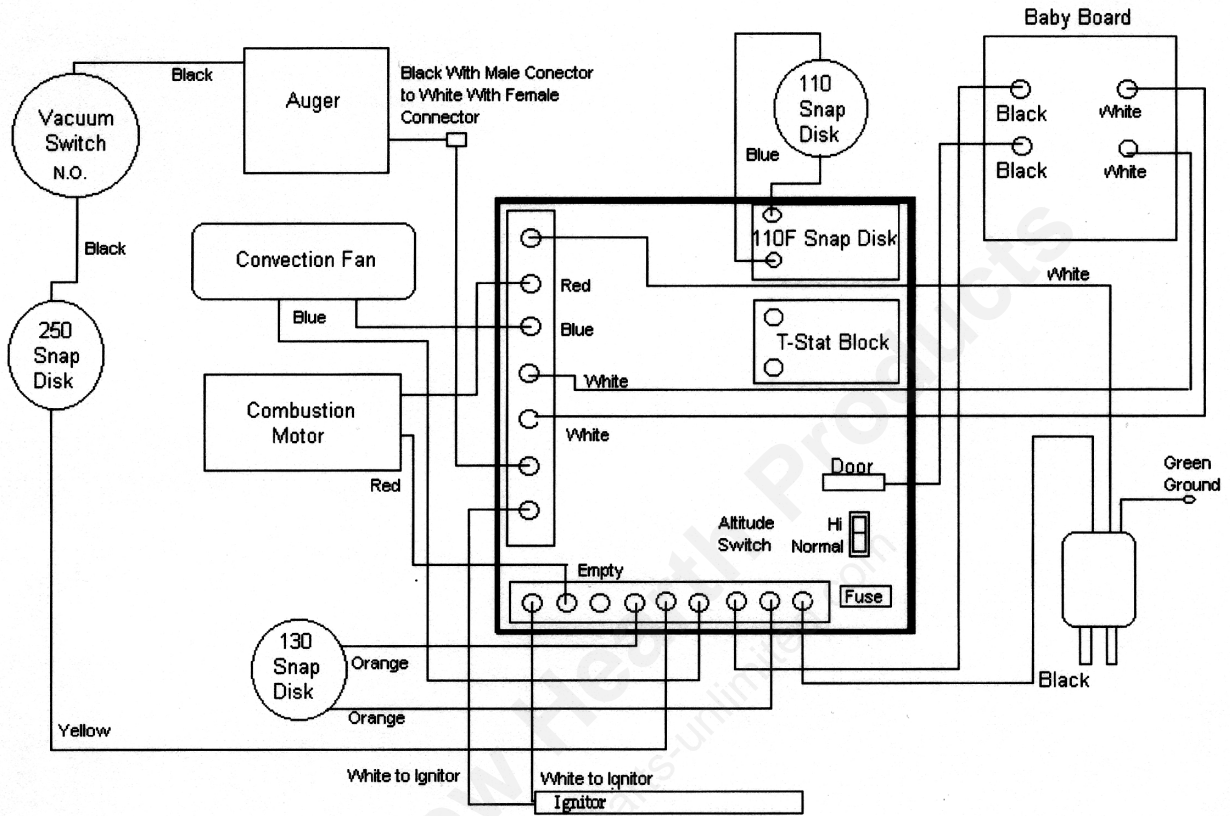 Baby Board
Black
Auger
Black With Male Conector
to White With Female
Connector
Vacuum
Switch
N.O.
110
Snap
Disk
Black
White
Blue
Black
White
Black
110F Snap Disk
Convection Fan
White
Red
Blue
Blue
250
Snap
Disk
T-Stat Block
White
Combustion
Motor
White
Door
Green
Ground
Red
Altitude
Switch
Hi
Normal
Empty
Fuse
130
Snap
Disk
Orange
Black
Orange
Yellow
White to Ignitor
White to Ignitor
Ignitor